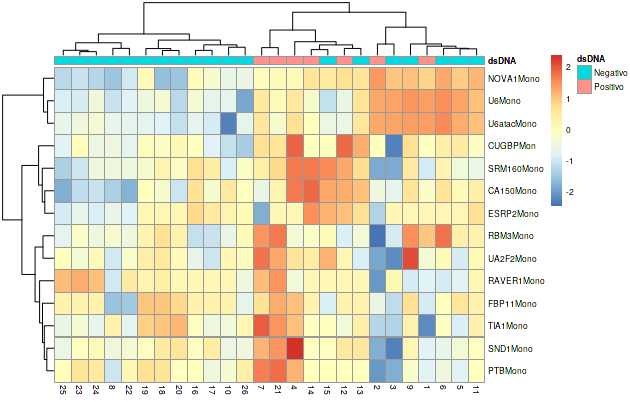 dsDNA
NOVA1Mono
U6Mono
U6atacMono
CUGBPMono
SRM160Mono
CA150Mono
ESRP2Mono
RBM3Mono
UA2F2Mono
RAVER1Mono
FBP11Mono
TIA1Mono
SND1Mono
PTBMono
25 23 24 8 22 19 18 20 16 17 10 26 7 21 4 14 15 12 13 2 3 9 1 6 5 11
2
1
0
-1
-2
dsDNA
Negativo
Positivo